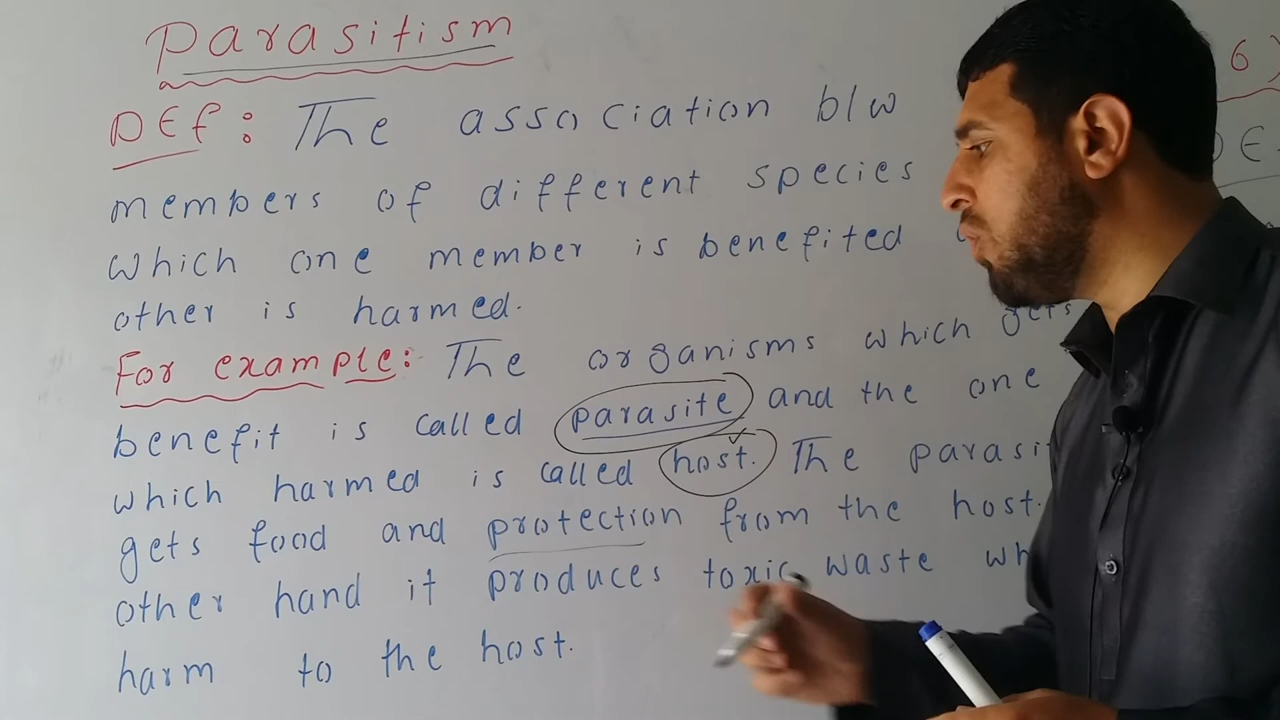 Parasitism
DEf: The association b/w
members of different species
which one member is benefited
other is harmed.
For example: The organisms which gets
benefit is called parasite and the one
which harmed is called host. The
gets food and protection from the host.
other hand it produces toxic waste
harm to the host.
6)